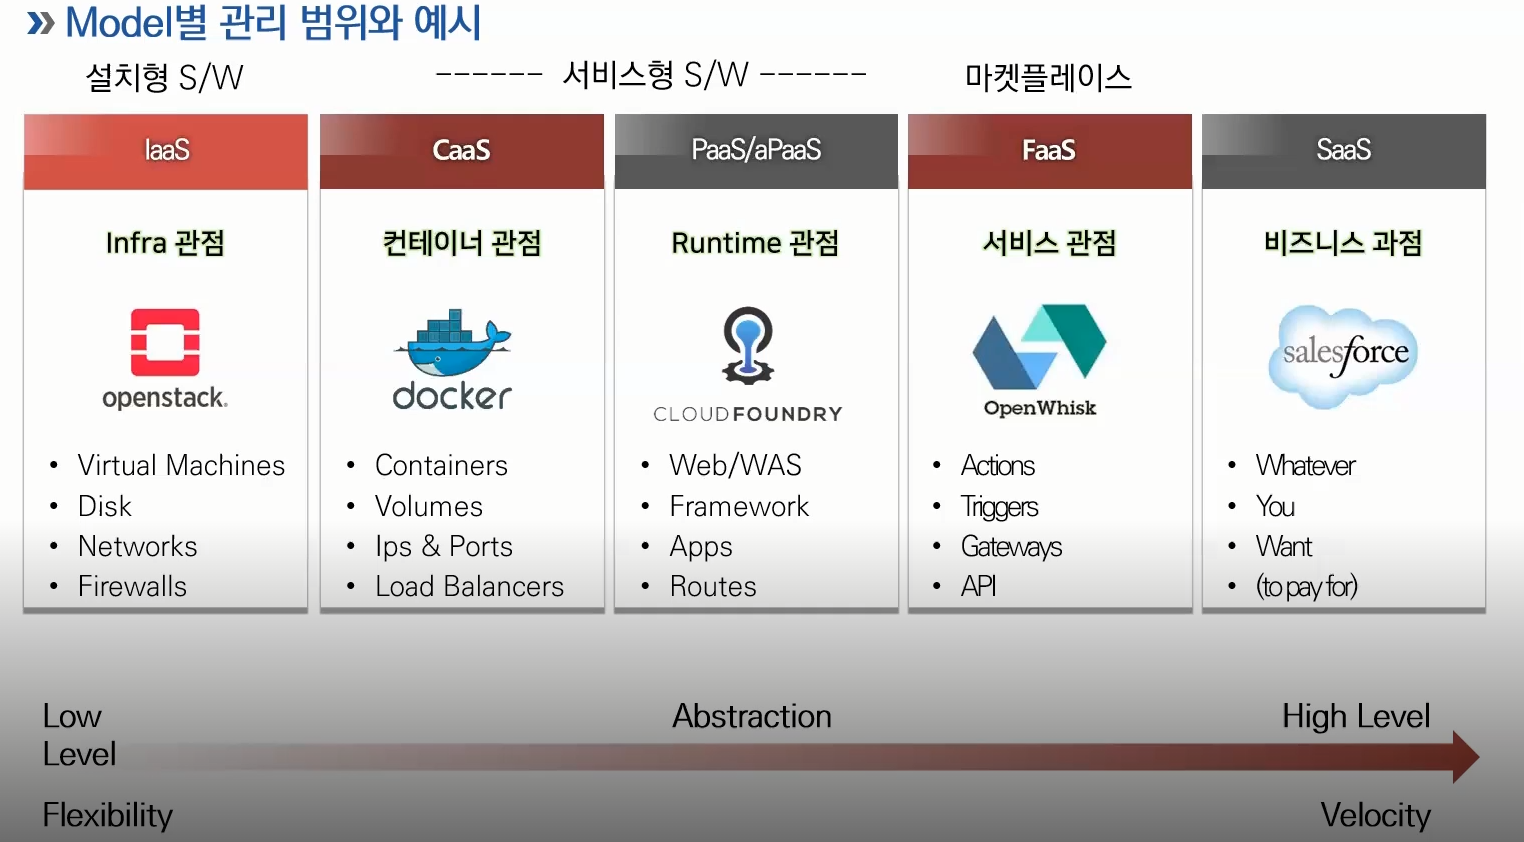 Model별 관리 범위와 예시
설치형 S/W
------ 서비스형 S/W ------
마켓플레이스
IaaS
CaaS
PaaS/aPaaS
FaaS
SaaS
Infra 관점
컨테이너 관점
Runtime 관점
서비스 관점
비즈니스 과점
openstack.
docker
CLOUDFOUNDRY
OpenWhisk
salesforce
• Virtual Machines
• Disk
• Networks
• Firewalls
• Containers
• Volumes
• Ips & Ports
• Load Balancers
• Web/WAS
• Framework
• Apps
• Routes
• Actions
• Triggers
• Gateways
• API
• Whatever
• You
• Want
• (to pay for)
Low
Level
Abstraction
High Level
Flexibility
Velocity